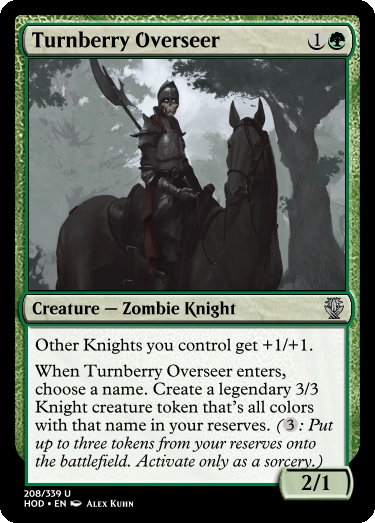 Turnberry Overseer 1
Creature — Zombie Knight
Other Knights you control get +1/+1.
When Turnberry Overseer enters,
choose a name. Create a legendary 3/3
Knight creature token that's all colors
with that name in your reserves. (3: Put
up to three tokens from your reserves onto
the battlefield. Activate only as a sorcery.)
2/1
208/339 U
HOD • EN Alex Kuhn